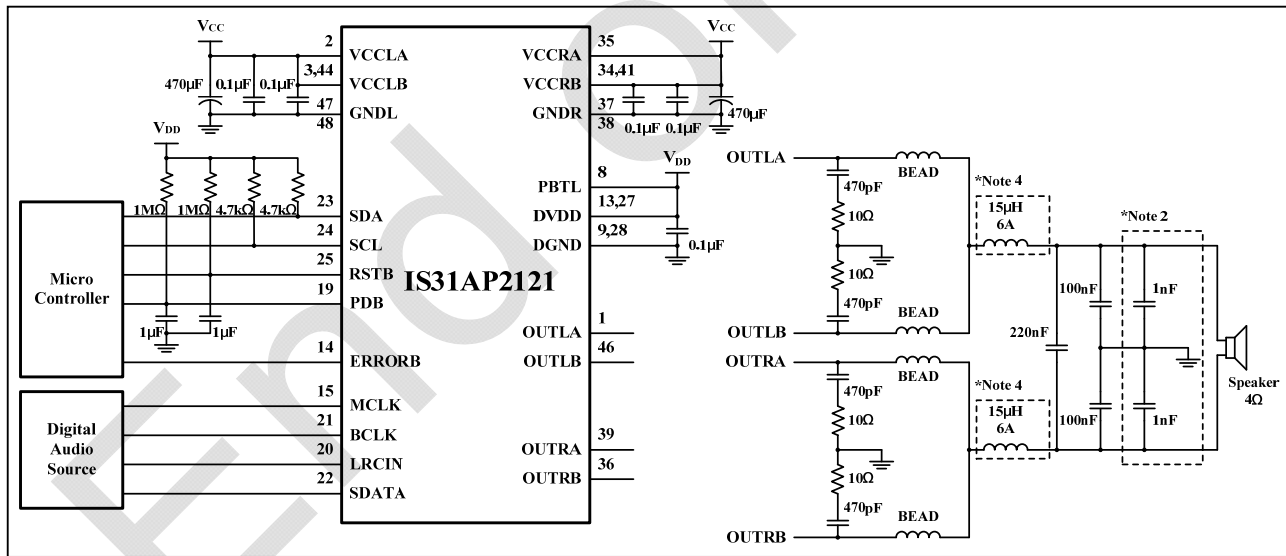 VCC
2
VCCLA
3,44
VCCLB
470μF 0.1μF 0.1μF
47
GNDL
48
VDD
1MΩ 1MΩ 4.7kΩ 4.7kΩ
23
SDA
24
SCL
25
RSTB
19
PDB
1μF 1μF
14
ERRORB
15
MCLK
21
BCLK
20
LRCIN
22
SDATA
Micro
Controller
Digital
Audio
Source
IS31AP2121
VCC
35
VCCRA
34,41
VCCRB
37
GNDR
38
0.1μF 0.1μF
470μF
VDD
8
PBTL
13,27
DVDD
9,28
DGND
0.1μF
1
OUTLA
46
OUTLB
39
OUTRA
36
OUTRB
OUTLA
BEAD
470pF
10Ω
10Ω
470pF
OUTLB
BEAD
OUTRA
BEAD
470pF
10Ω
10Ω
470pF
BEAD
OUTRB
*Note 4
15μH
6A
*Note 4
15μH
6A
*Note 2
100nF
1nF
220nF
100nF
1nF
Speaker
4Ω
End of